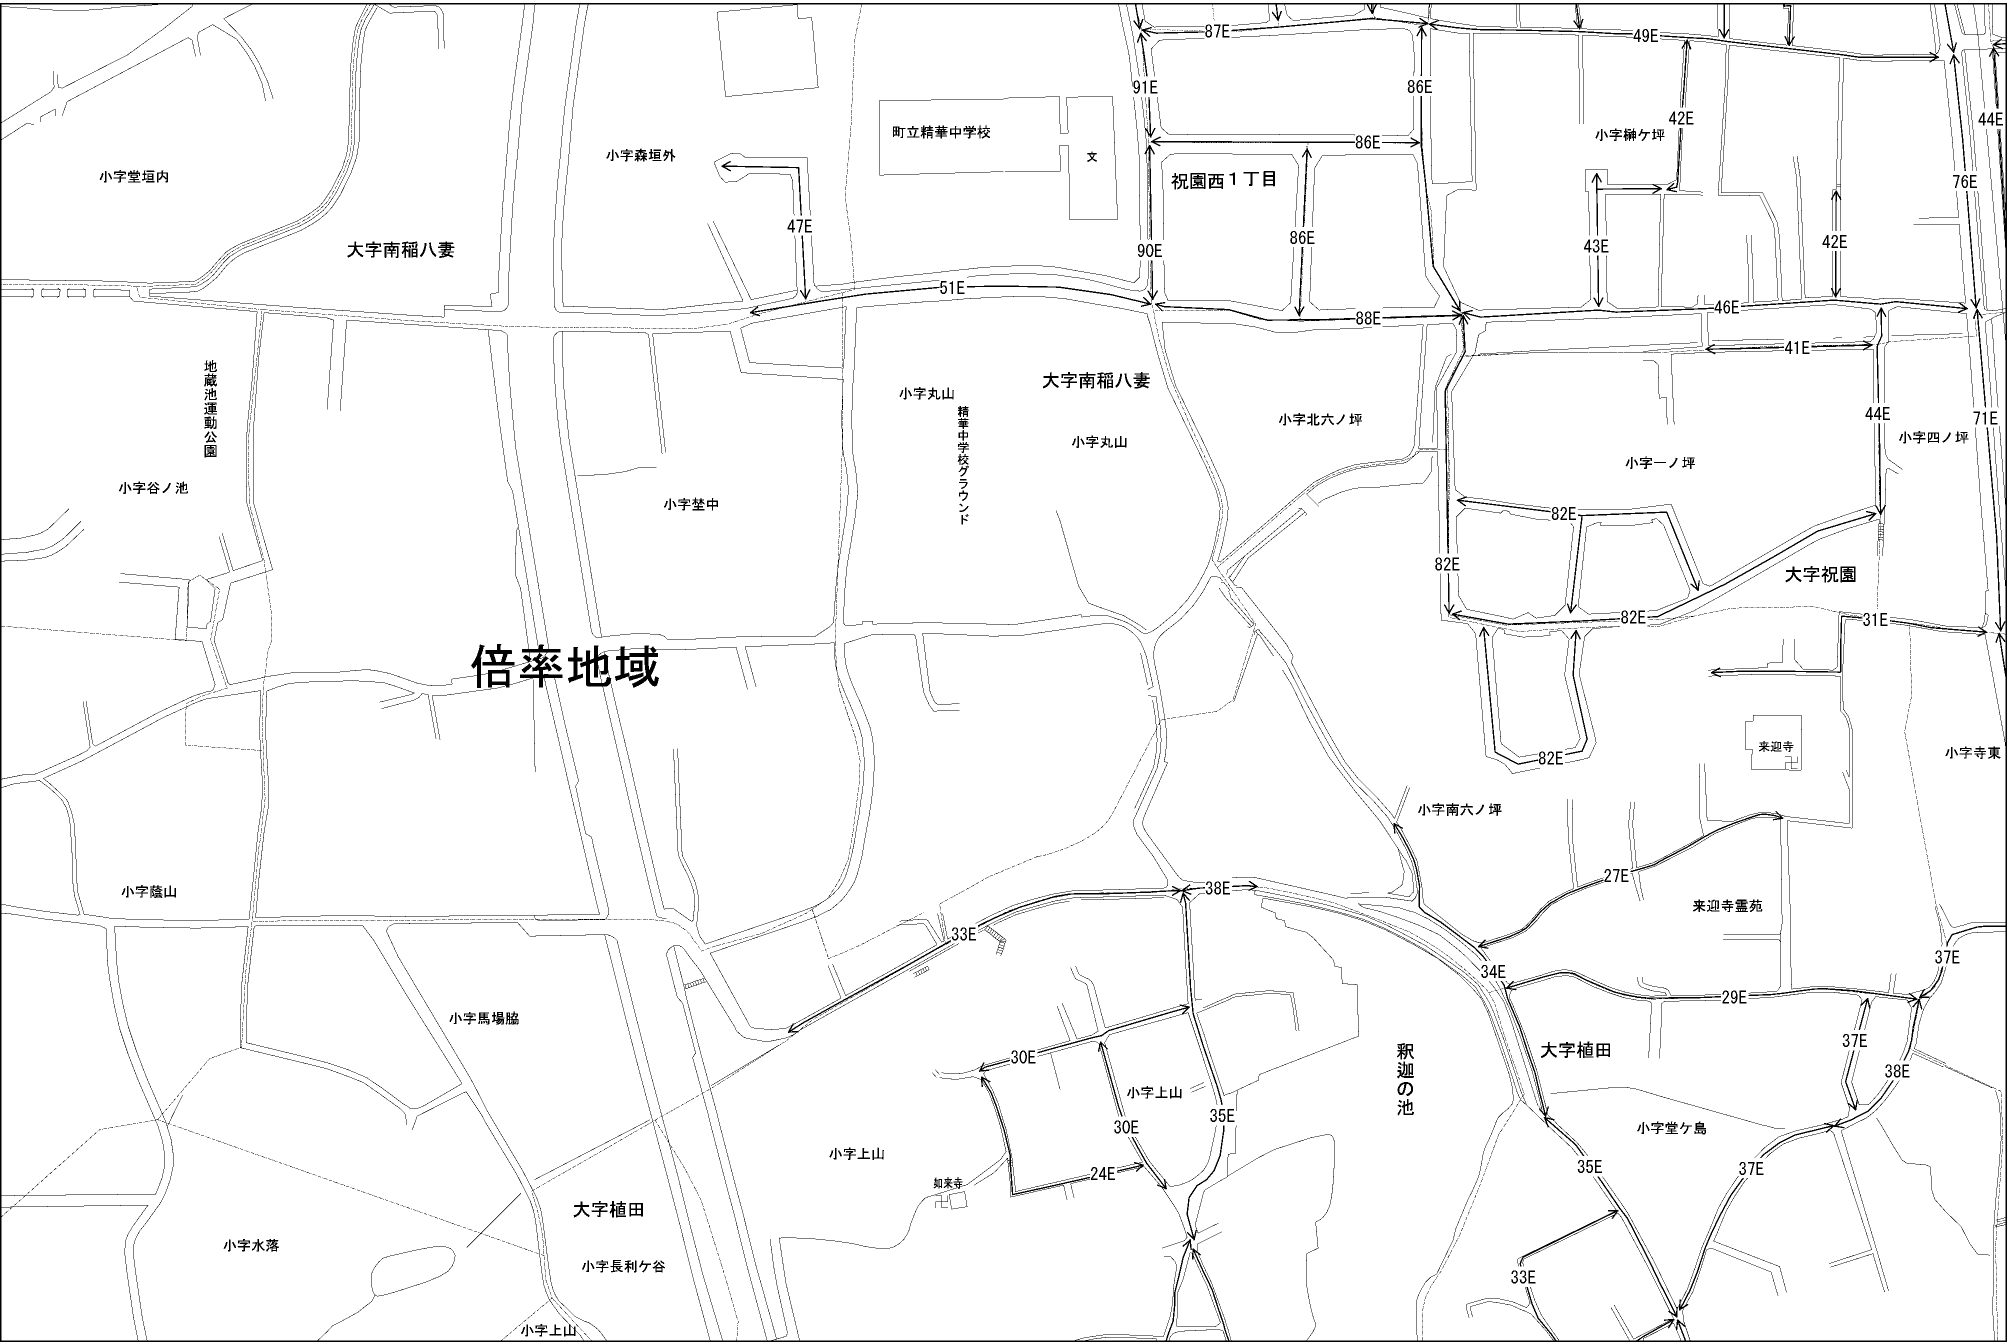 87E
49E
91E
86E
44E
42E
町立精華中学校
小字榊ケ坪
86E
小字森垣外
文
小字堂垣内
祝園西1丁目
76E
47E
86E
42E
43E
大字南稲八妻
90E
51E
46E
88E
41E
地蔵池運動公園
大字南稲八妻
小字丸山
精華中学校グラウンド
44E
71E
小字北六ノ坪
小字丸山
小字四ノ坪
小字一ノ坪
小字谷ノ池
小字埜中
82E
82E
大字祝園
82E
31E
倍率地域
来迎寺
小字寺東
82E
小字南六ノ坪
27E
38E
小字蔭山
来迎寺霊苑
33E
37E
34E
29E
小字馬場脇
37E
大字植田
30E
釈迦の池
38E
小字上山
35E
30E
小字堂ケ島
小字上山
35E
37E
24E
如来寺
大字植田
小字水落
小字長利ケ谷
33E
小字上山